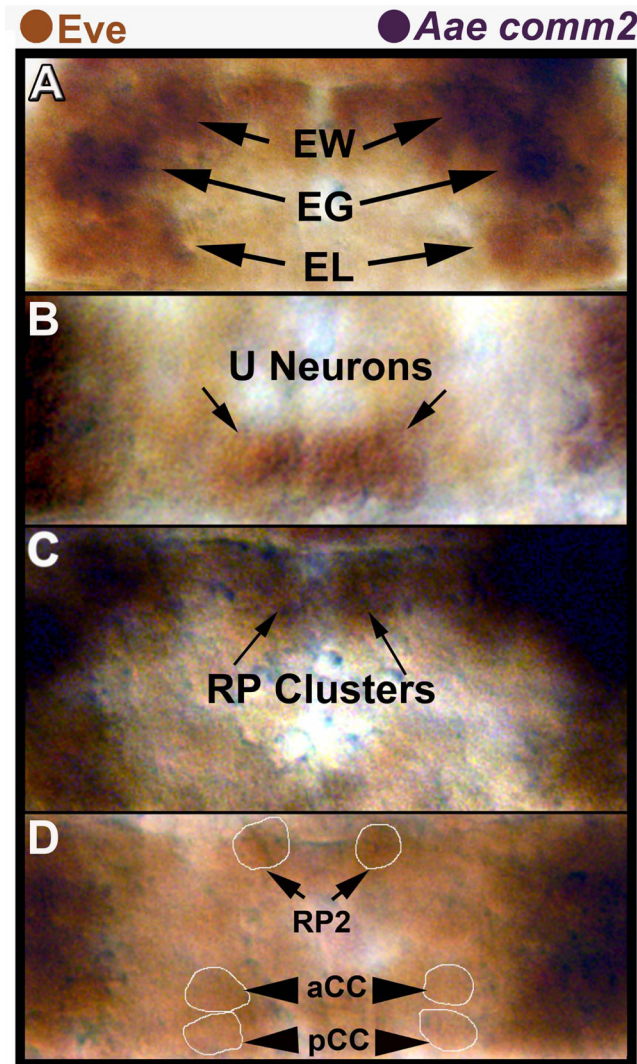 Eve Aae comm2
A
EW
EG
EL
B
U Neurons
C
RP Clusters
D
RP2
aCC
pCC